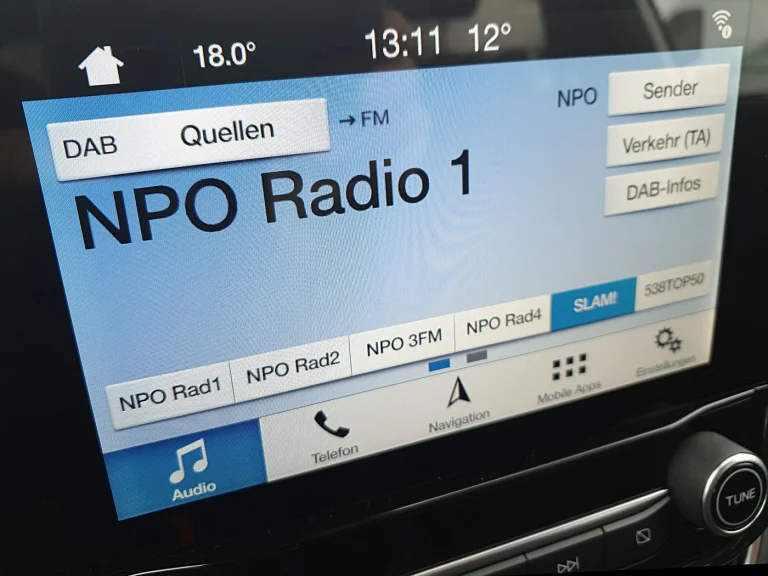 18.0° 13:11 12°
DAB Quellen → FM NPO Sender
Verkehr (TA)
DAB-Infos
NPO Radio 1
NPO Rad1 NPO Rad2 NPO 3FM NPO Rad4 SLAM! 538TOP50
Audio Telefon Navigation Mobile Apps Einstellungen
TUNE